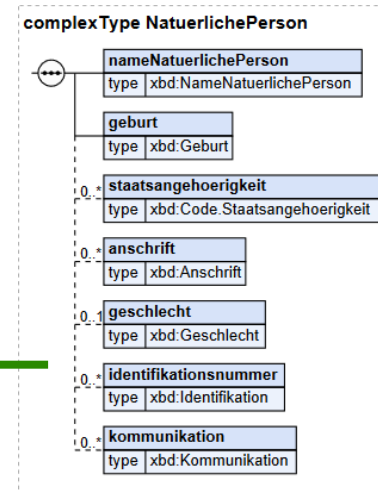 complexType NatuerlichePerson
nameNatuerlichePerson
type xbd:NameNatuerlichePerson
geburt
type xbd:Geburt
0..* staatsangehoerigkeit
type xbd:Code.Staatsangehoerigkeit
0..* anschrift
type xbd:Anschrift
0..1 geschlecht
type xbd:Geschlecht
0..* identifikationsnummer
type xbd:Identifikation
0..* kommunikation
type xbd:Kommunikation